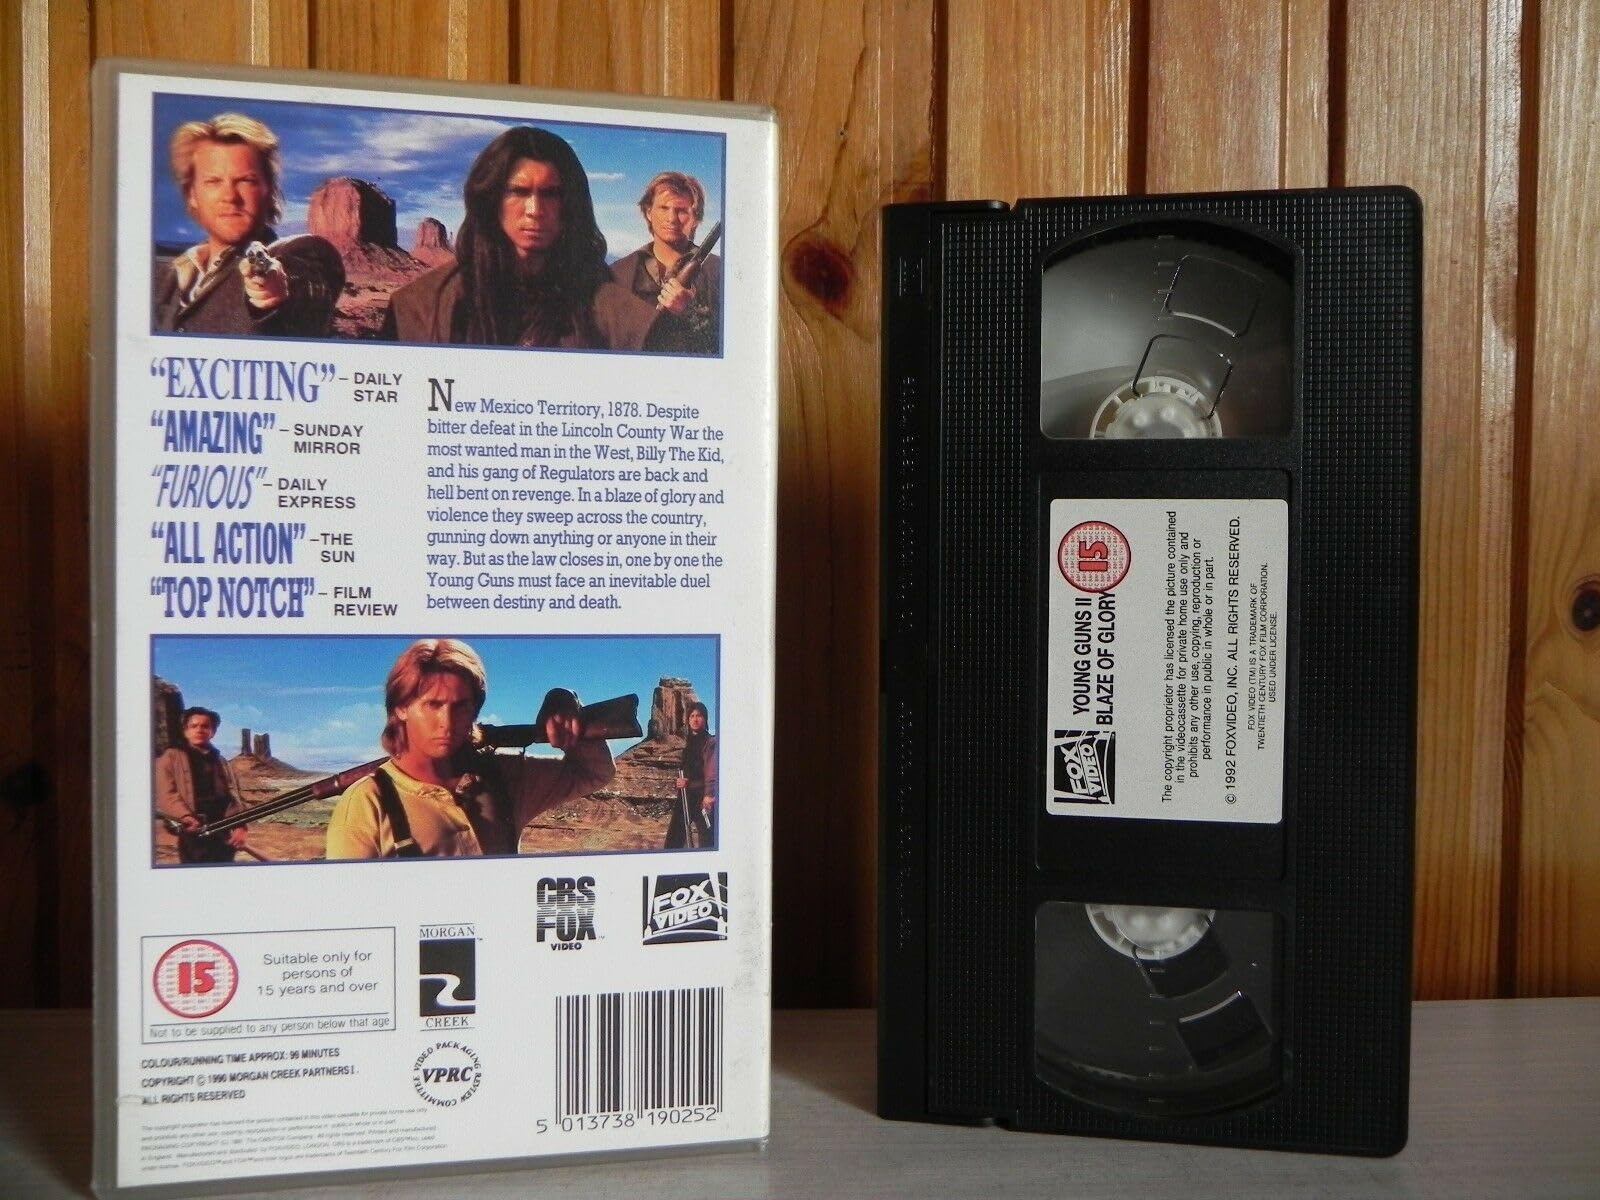 “EXCITING” – DAILY STAR
“AMAZING” – SUNDAY MIRROR
“FURIOUS” – DAILY EXPRESS
“ALL ACTION” –THE SUN
“TOP NOTCH” – FILM REVIEW
New Mexico Territory, 1878. Despite
bitter defeat in the Lincoln County War the
most wanted man in the West, Billy The Kid,
and his gang of Regulators are back and
hell bent on revenge. In a blaze of glory and
violence they sweep across the country,
gunning down anything or anyone in their
way. But as the law closes in, one by one the
Young Guns must face an inevitable duel
between destiny and death.
CBS
FOX
VIDEO
FOX
VIDEO
15
Suitable only for
persons of
15 years and over
Not to be supplied to any person below that age
MORGAN
CREEK
COLOUR/RUNNING TIME APPROX: 99 MINUTES
COPYRIGHT © 1990 MORGAN CREEK PARTNERS I.
ALL RIGHTS RESERVED
VIDEO PACKAGING REVIEW COMMITTEE
VPRC
5 013738 190252
15
FOX
VIDEO
YOUNG GUNS II
BLAZE OF GLORY
The copyright proprietor has licensed the picture contained
in the videocassette for private home use only and
prohibits any other use, copying, reproduction or
performance in public in whole or in part.
© 1992 FOXVIDEO, INC. ALL RIGHTS RESERVED.
FOX VIDEO (TM) IS A TRADEMARK OF
TWENTIETH CENTURY FOX FILM CORPORATION.
USED UNDER LICENSE.